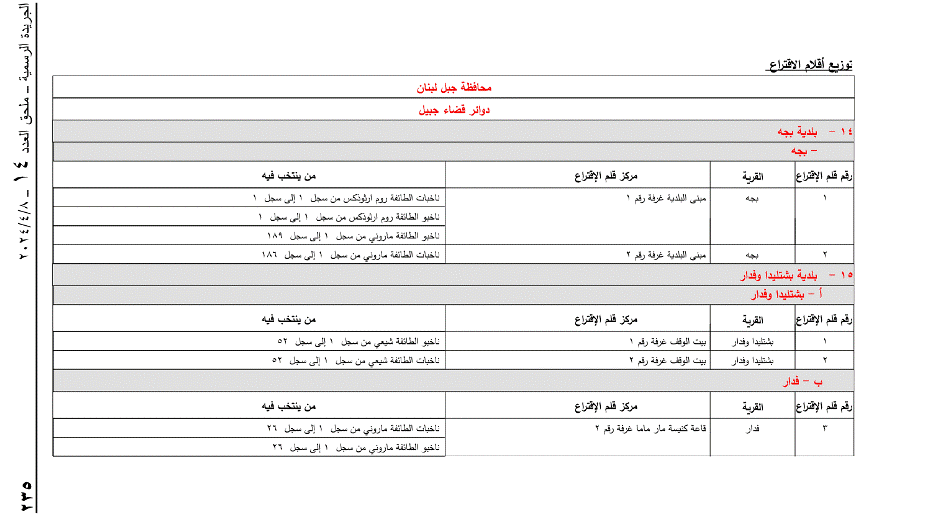 الجريدة الرسمية – ملحق العدد ١٤ – ٢٠٢٤/٤/٨
توزيع أقلام الاقتراع
محافظة جبل لبنان
دوائر قضاء جبيل
١٤ – بلدية بجه
– بجه
رقم قلم الإقتراع القرية مركز قلم الإقتراع من ينتخب فيه
١ بجه مبنى البلدية غرفة رقم ١ ناخبات الطائفة روم ارثوذكس من سجل ١ إلى سجل ١
ناخبو الطائفة روم ارثوذكس من سجل ١ إلى سجل ١
ناخبو الطائفة ماروني من سجل ١ إلى سجل ١٨٩
٢ بجه مبنى البلدية غرفة رقم ٢ ناخبات الطائفة ماروني من سجل ١ إلى سجل ١٨٦
١٥ – بلدية بشتليدا وفدار
أ – بشتليدا وفدار
رقم قلم الإقتراع القرية مركز قلم الإقتراع من ينتخب فيه
١ بشتليدا وفدار بيت الوقف غرفة رقم ١ ناخبو الطائفة شيعي من سجل ١ إلى سجل ٥٢
٢ بشتليدا وفدار بيت الوقف غرفة رقم ٢ ناخبات الطائفة شيعي من سجل ١ إلى سجل ٥٢
ب – فدار
رقم قلم الإقتراع القرية مركز قلم الإقتراع من ينتخب فيه
٣ فدار قاعة كنيسة مار ماما غرفة رقم ٢ ناخبات الطائفة ماروني من سجل ١ إلى سجل ٢٦
ناخبو الطائفة ماروني من سجل ١ إلى سجل ٢٦
٢٣٥